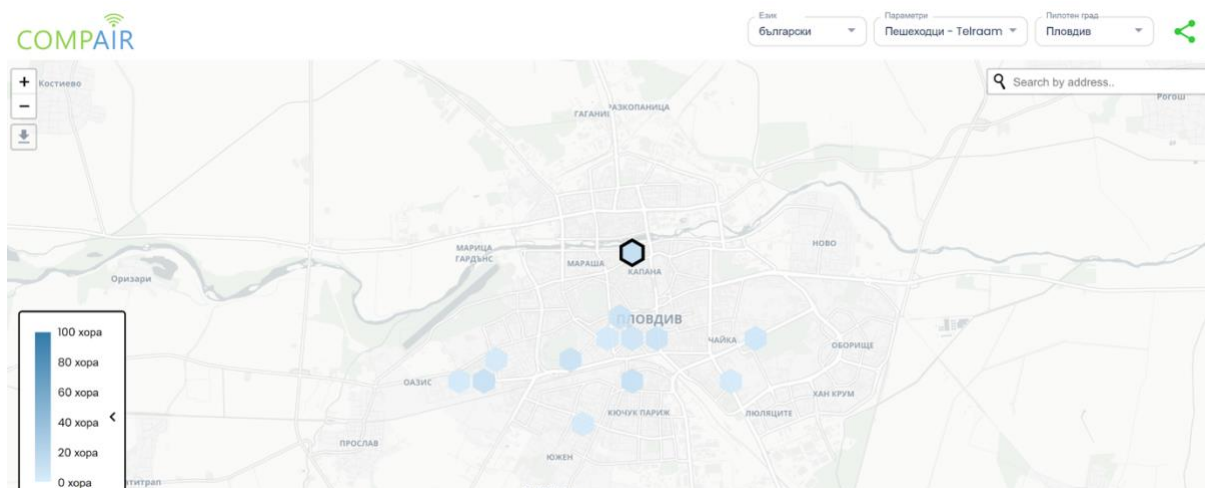 COMPAIR
Език
български
Параметри
Пешеходци - Telraam
Пилотен град
Пловдив
+
−
Search by address..
Костиево
Рогош
ГАГАНИ
РАЗКОПАНИЦА
МАРИЦА
ГАРДЪНС
МАРАША
КАПАНА
НОВО
Оризари
ПЛОВДИВ
ЧАЙКА
ОБОРИЩЕ
ОАЗИС
ХАН КРУМ
КЮЧУК ПАРИЖ
ЛЮЛЯЦИТЕ
ПРОСЛАВ
ЮЖЕН
100 хора
80 хора
60 хора
40 хора
20 хора
0 хора